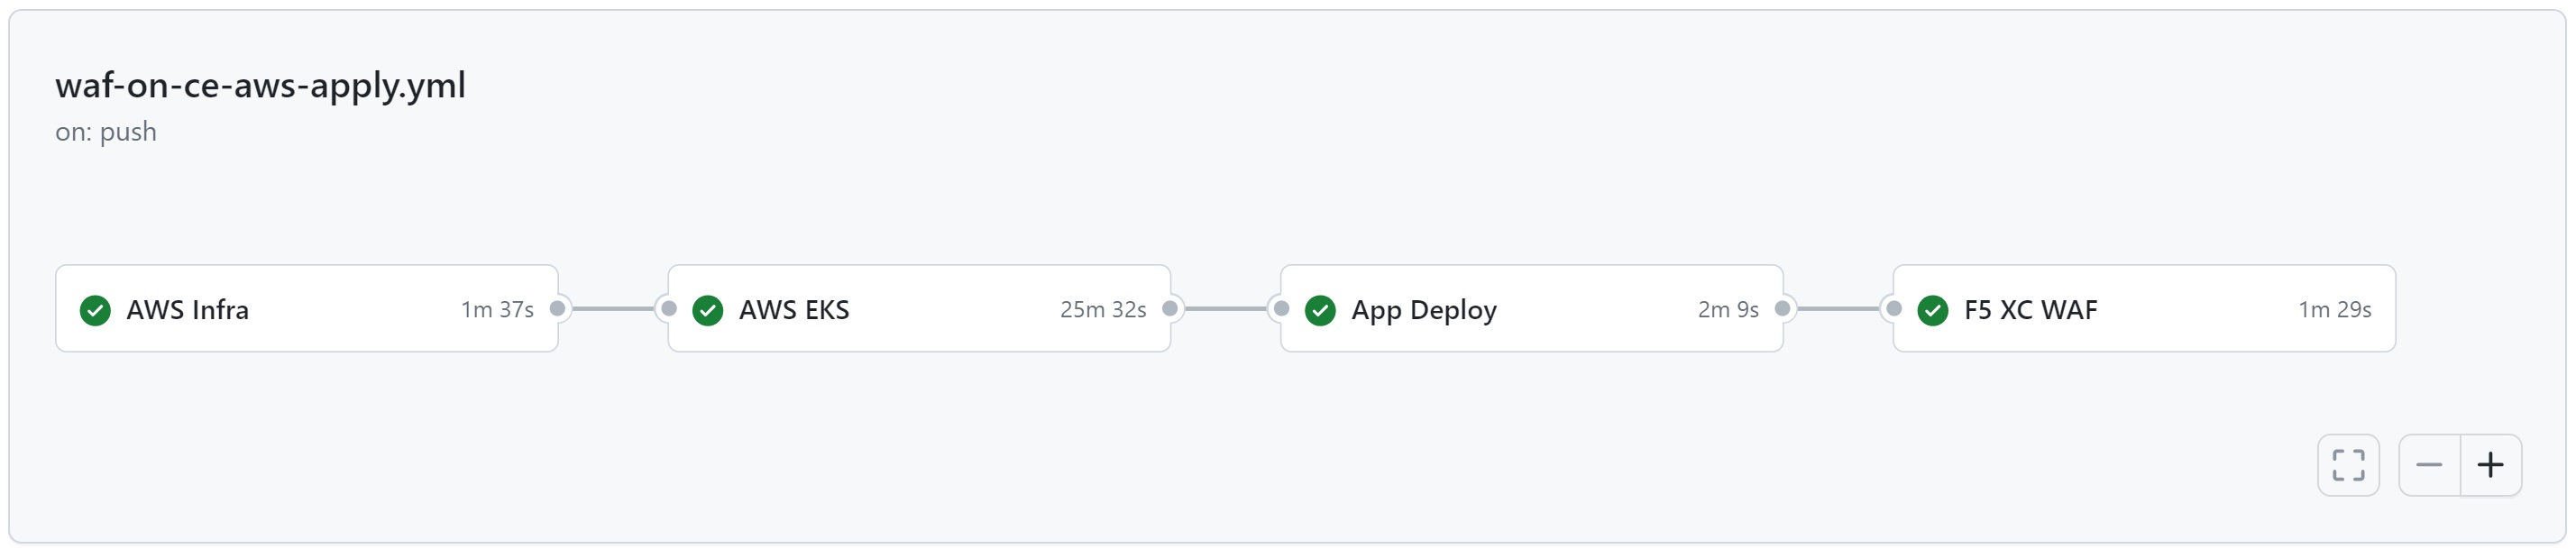 waf-on-ce-aws-apply.yml
on: push
AWS Infra 1m 37s
AWS EKS 25m 32s
App Deploy 2m 9s
F5 XC WAF 1m 29s